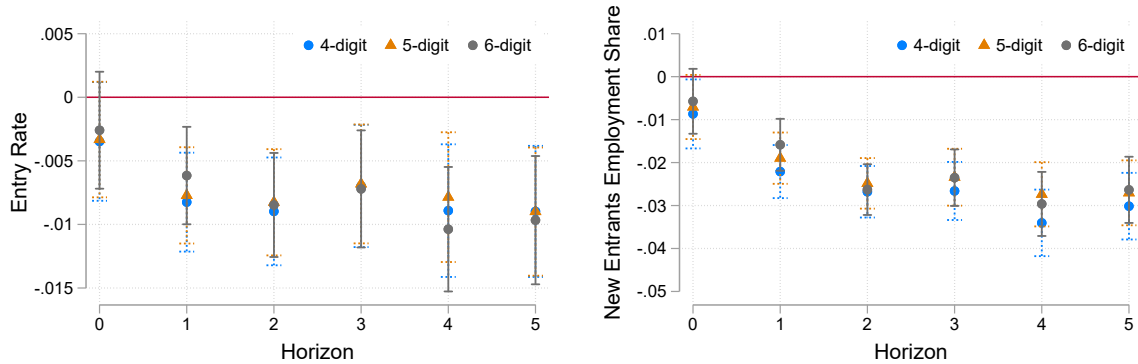 Entry Rate
.005
0
-.005
-.01
-.015
4-digit 5-digit 6-digit
0 1 2 3 4 5
Horizon
New Entrants Employment Share
.01
0
-.01
-.02
-.03
-.04
-.05
4-digit 5-digit 6-digit
0 1 2 3 4 5
Horizon